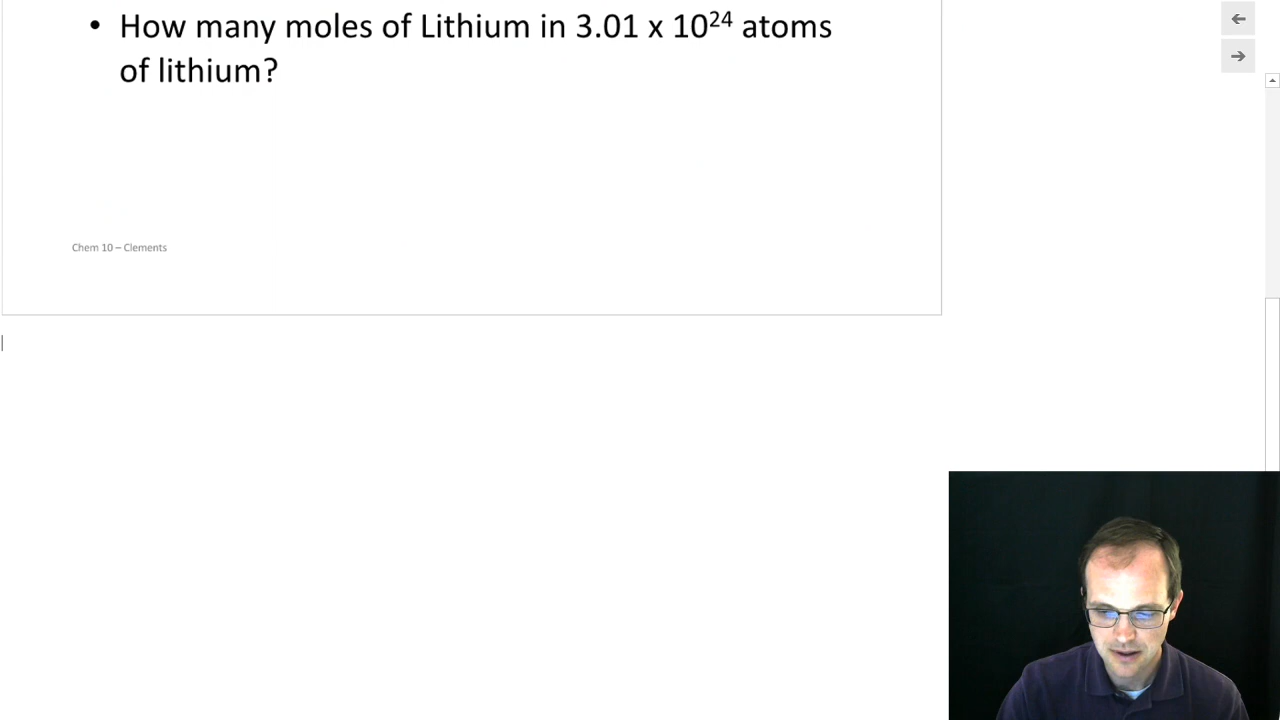 • How many moles of Lithium in 3.01 x 10²⁴ atoms
of lithium?
Chem 10 – Clements